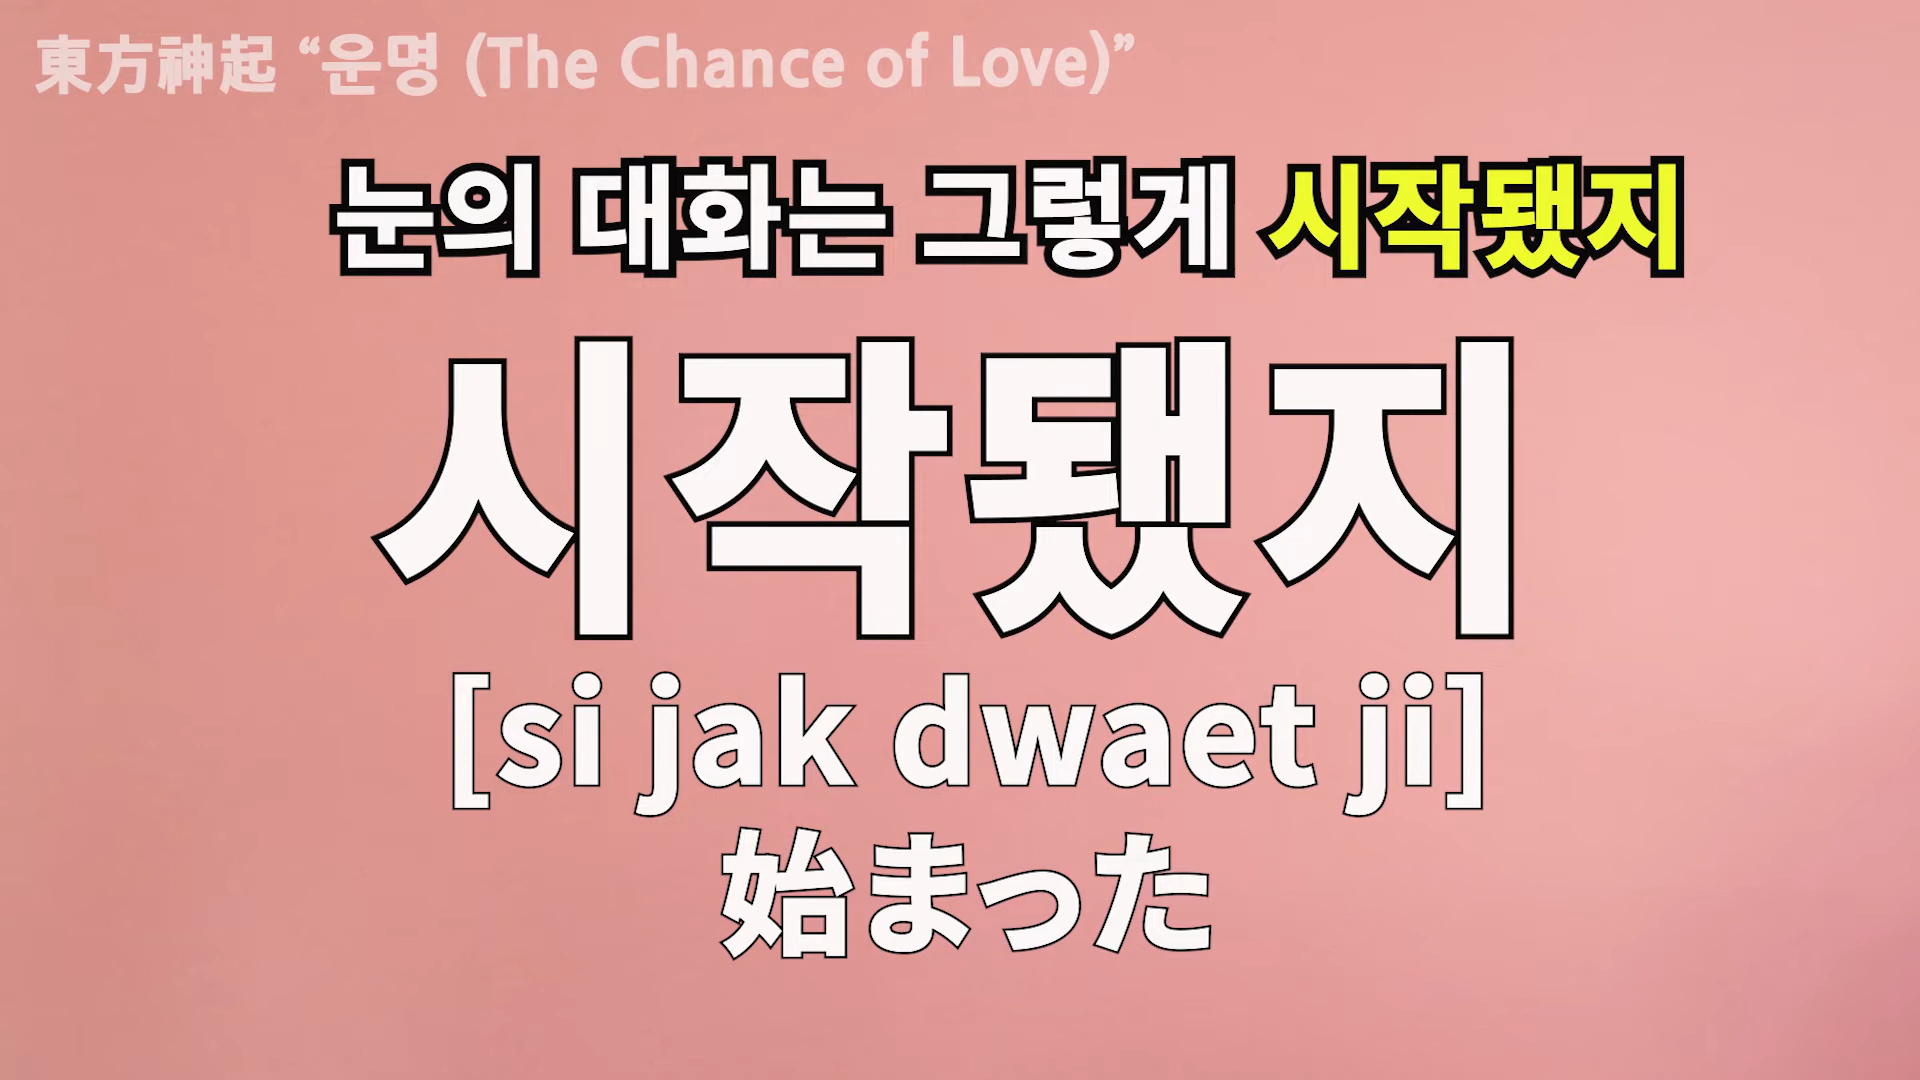 東方神起 “운명 (The Chance of Love)”
눈의 대화는 그렇게 시작됐지
시작됐지
[si jak dwaet ji]
始まった